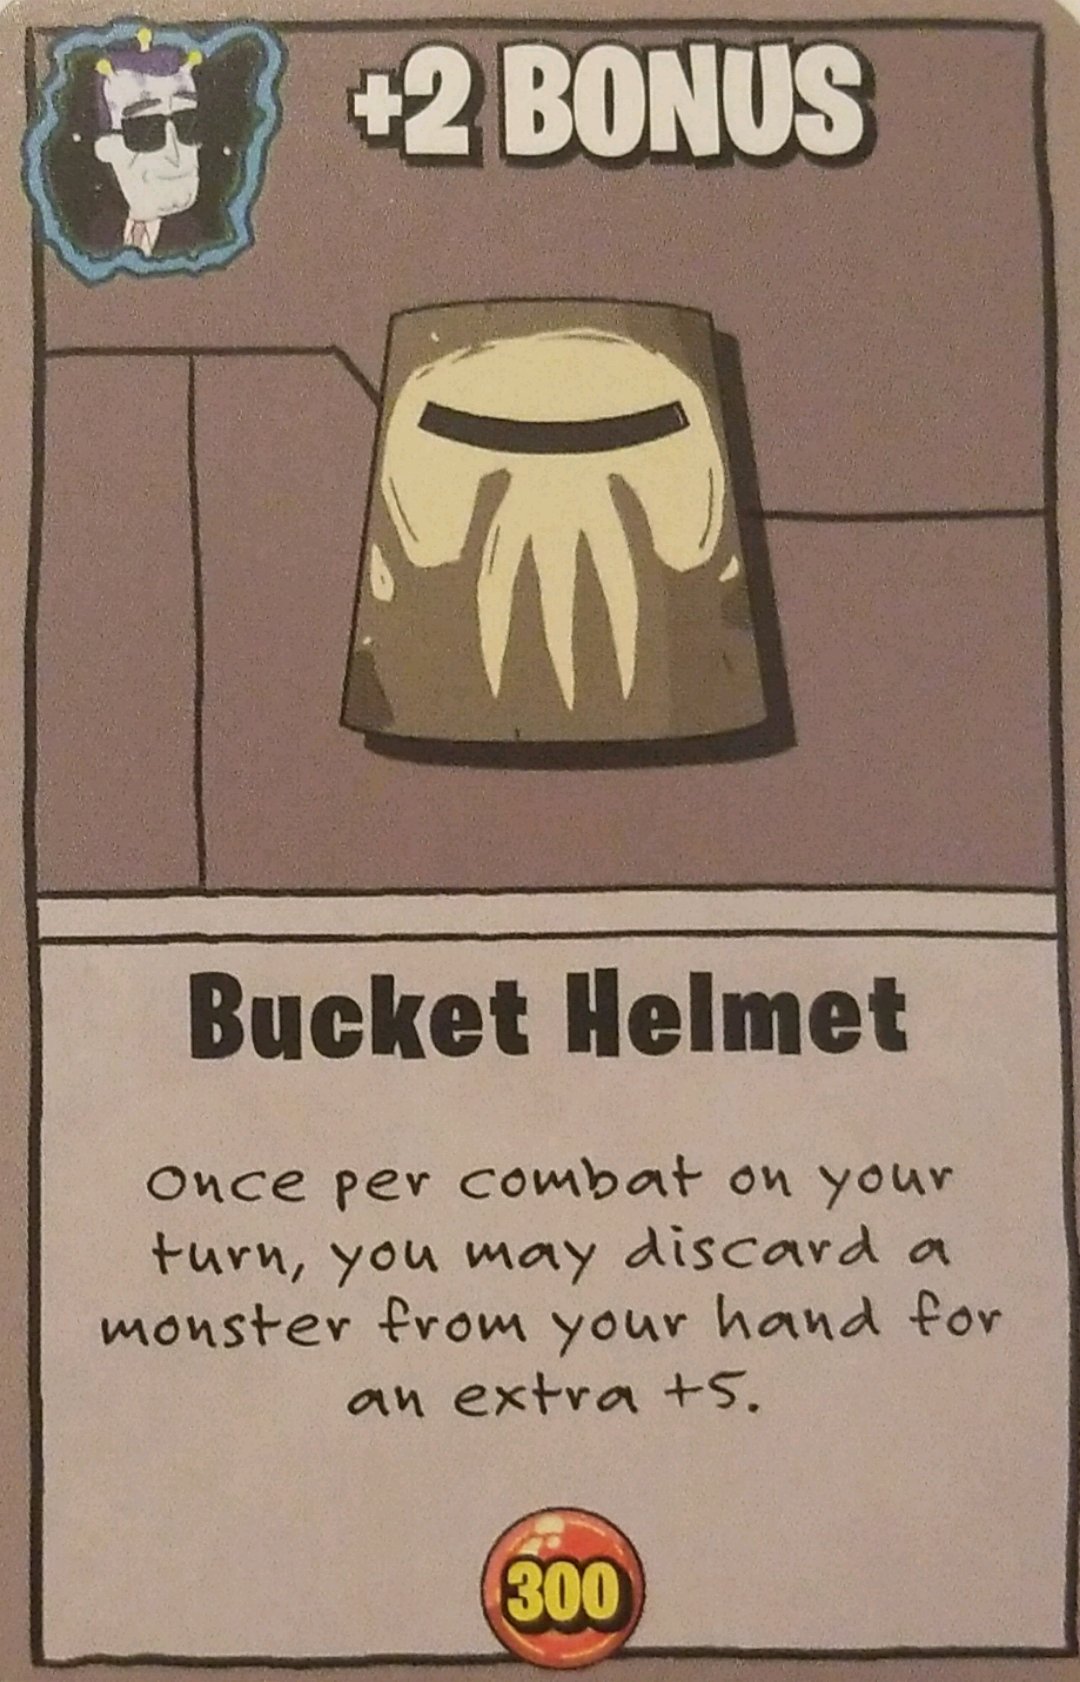 +2 BONUS
Bucket Helmet
Once per combat on your
turn, you may discard a
monster from your hand for
an extra +5.
300